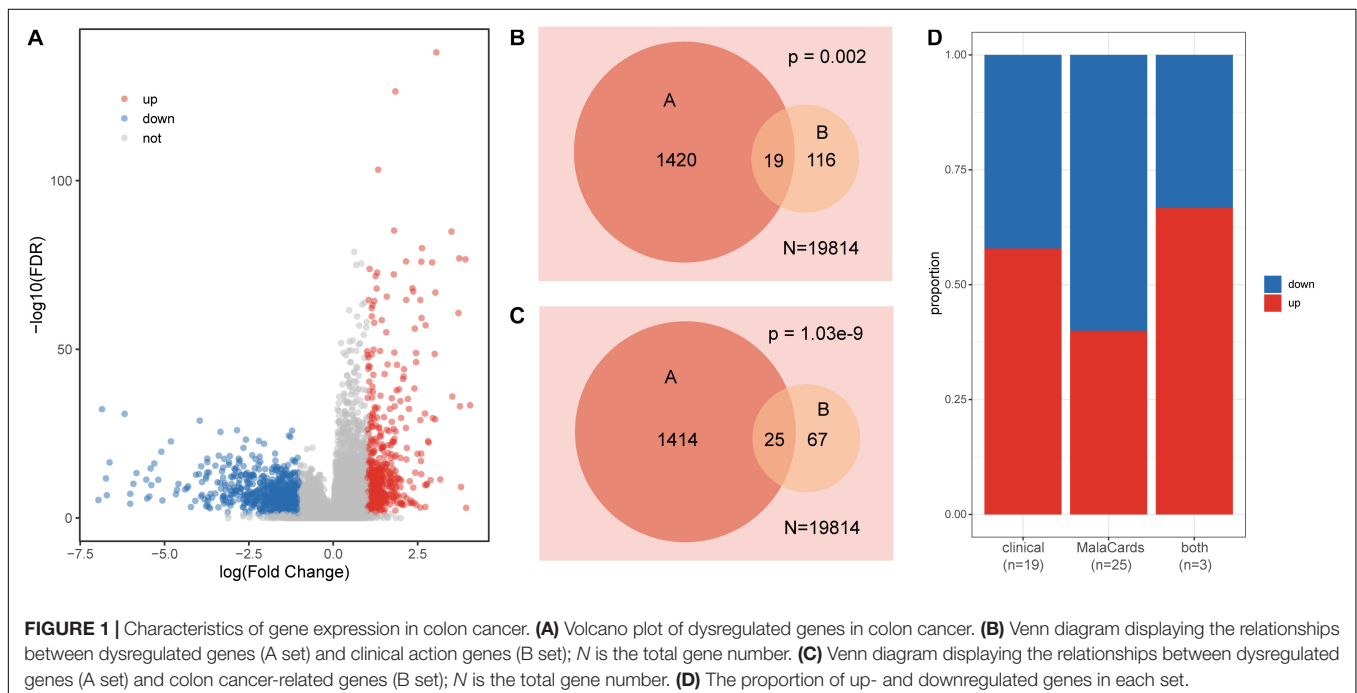 A
up
down
not
100
50
0
−log10(FDR)
−7.5
−5.0
−2.5
0.0
2.5
log(Fold Change)
B
p = 0.002
A
B
1420
19
116
N=19814
C
p = 1.03e-9
A
B
1414
25
67
N=19814
D
1.00
0.75
0.50
0.25
0.00
proportion
clinical
(n=19)
MalaCards
(n=25)
both
(n=3)
down
up
FIGURE 1 | Characteristics of gene expression in colon cancer. (A) Volcano plot of dysregulated genes in colon cancer. (B) Venn diagram displaying the relationships
between dysregulated genes (A set) and clinical action genes (B set); N is the total gene number. (C) Venn diagram displaying the relationships between dysregulated
genes (A set) and colon cancer-related genes (B set); N is the total gene number. (D) The proportion of up- and downregulated genes in each set.